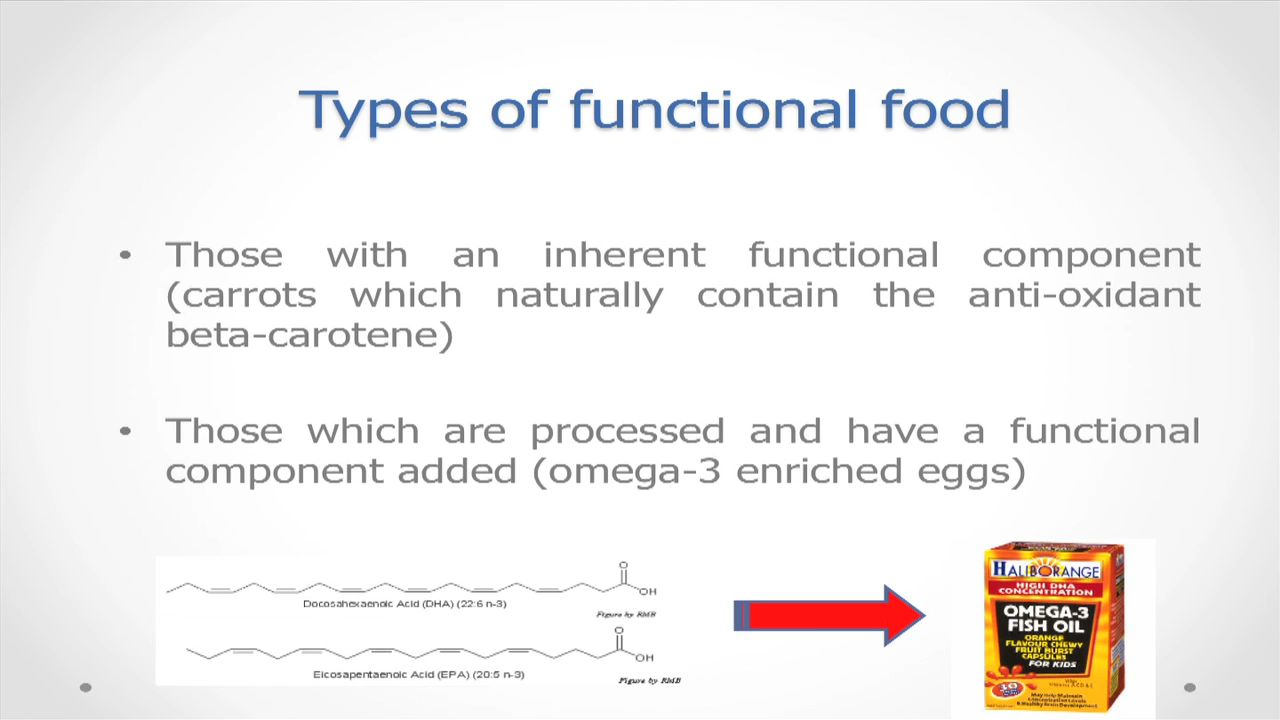 Types of functional food
• Those with an inherent functional component
(carrots which naturally contain the anti-oxidant
beta-carotene)
• Those which are processed and have a functional
component added (omega-3 enriched eggs)
O
OH
Docosahexaenoic Acid (DHA) (22:6 n-3)
Figure by RMB
O
OH
Eicosapentaenoic Acid (EPA) (20:5 n-3)
Figure by RMB
HALIBORANGE
HIGH DHA
CONCENTRATION
OMEGA-3
FISH OIL
ORANGE
FLAVOUR CHEWY
FRUIT BURST
CAPSULES
FOR KIDS
May Help Maintain
Concentration Levels
& Healthy Brain Development